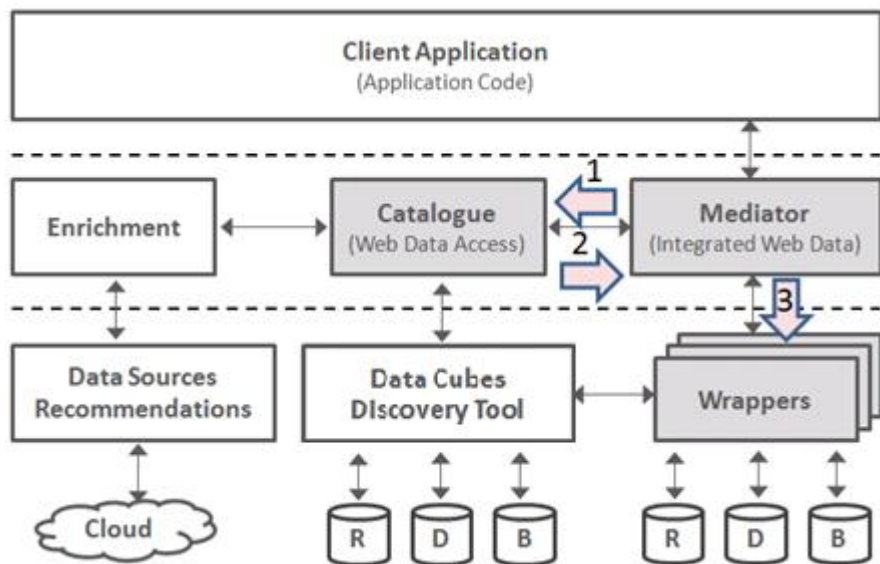 Client Application
(Application Code)
1
Enrichment
Catalogue
(Web Data Access)
2
Mediator
(Integrated Web Data)
3
Data Sources
Recommendations
Data Cubes
DIscovery Tool
Wrappers
Cloud
R
D
B
R
D
B